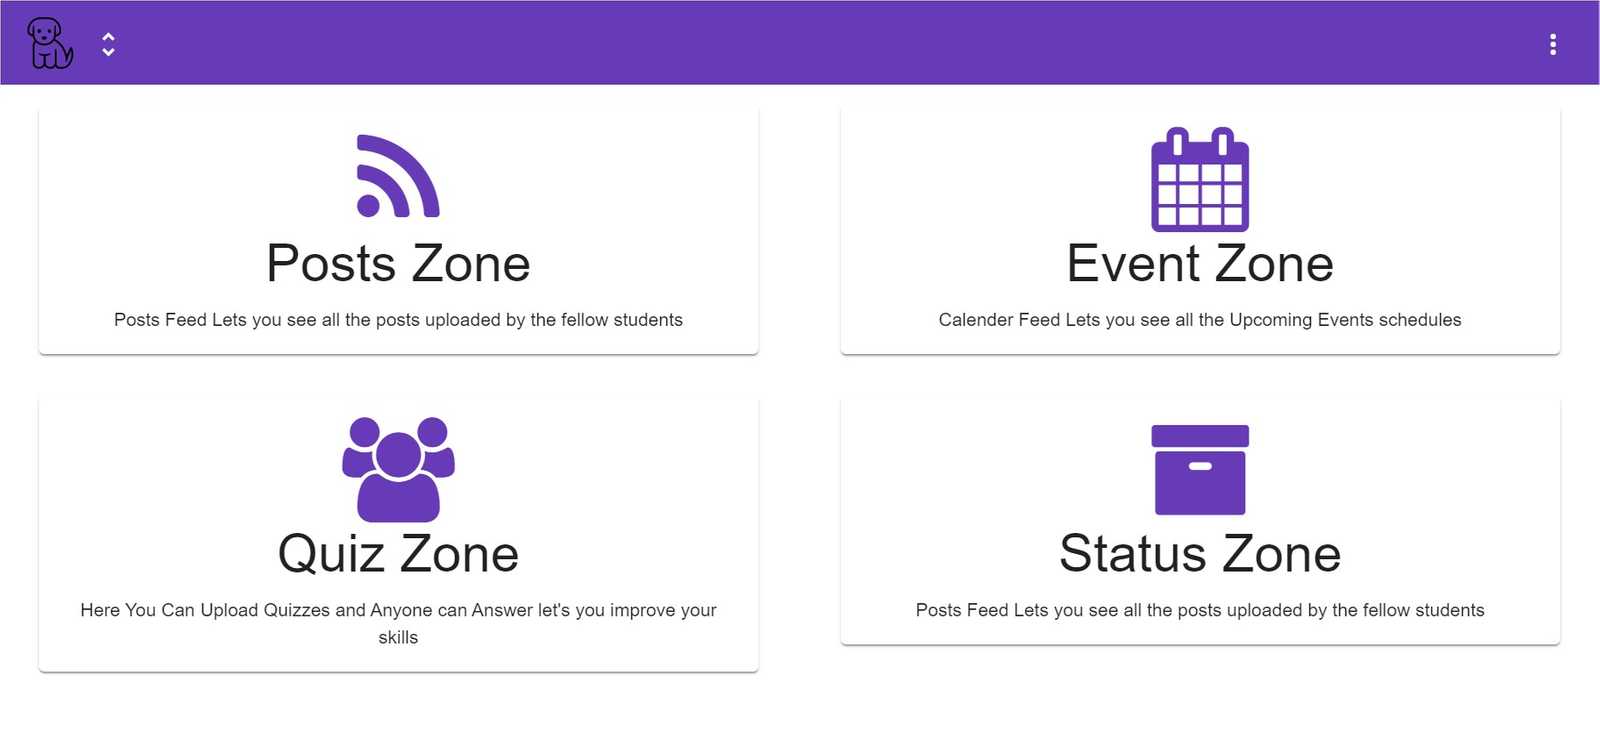 Posts Zone
Posts Feed Lets you see all the posts uploaded by the fellow students
Event Zone
Calender Feed Lets you see all the Upcoming Events schedules
Quiz Zone
Here You Can Upload Quizzes and Anyone can Answer let's you improve your
skills
Status Zone
Posts Feed Lets you see all the posts uploaded by the fellow students